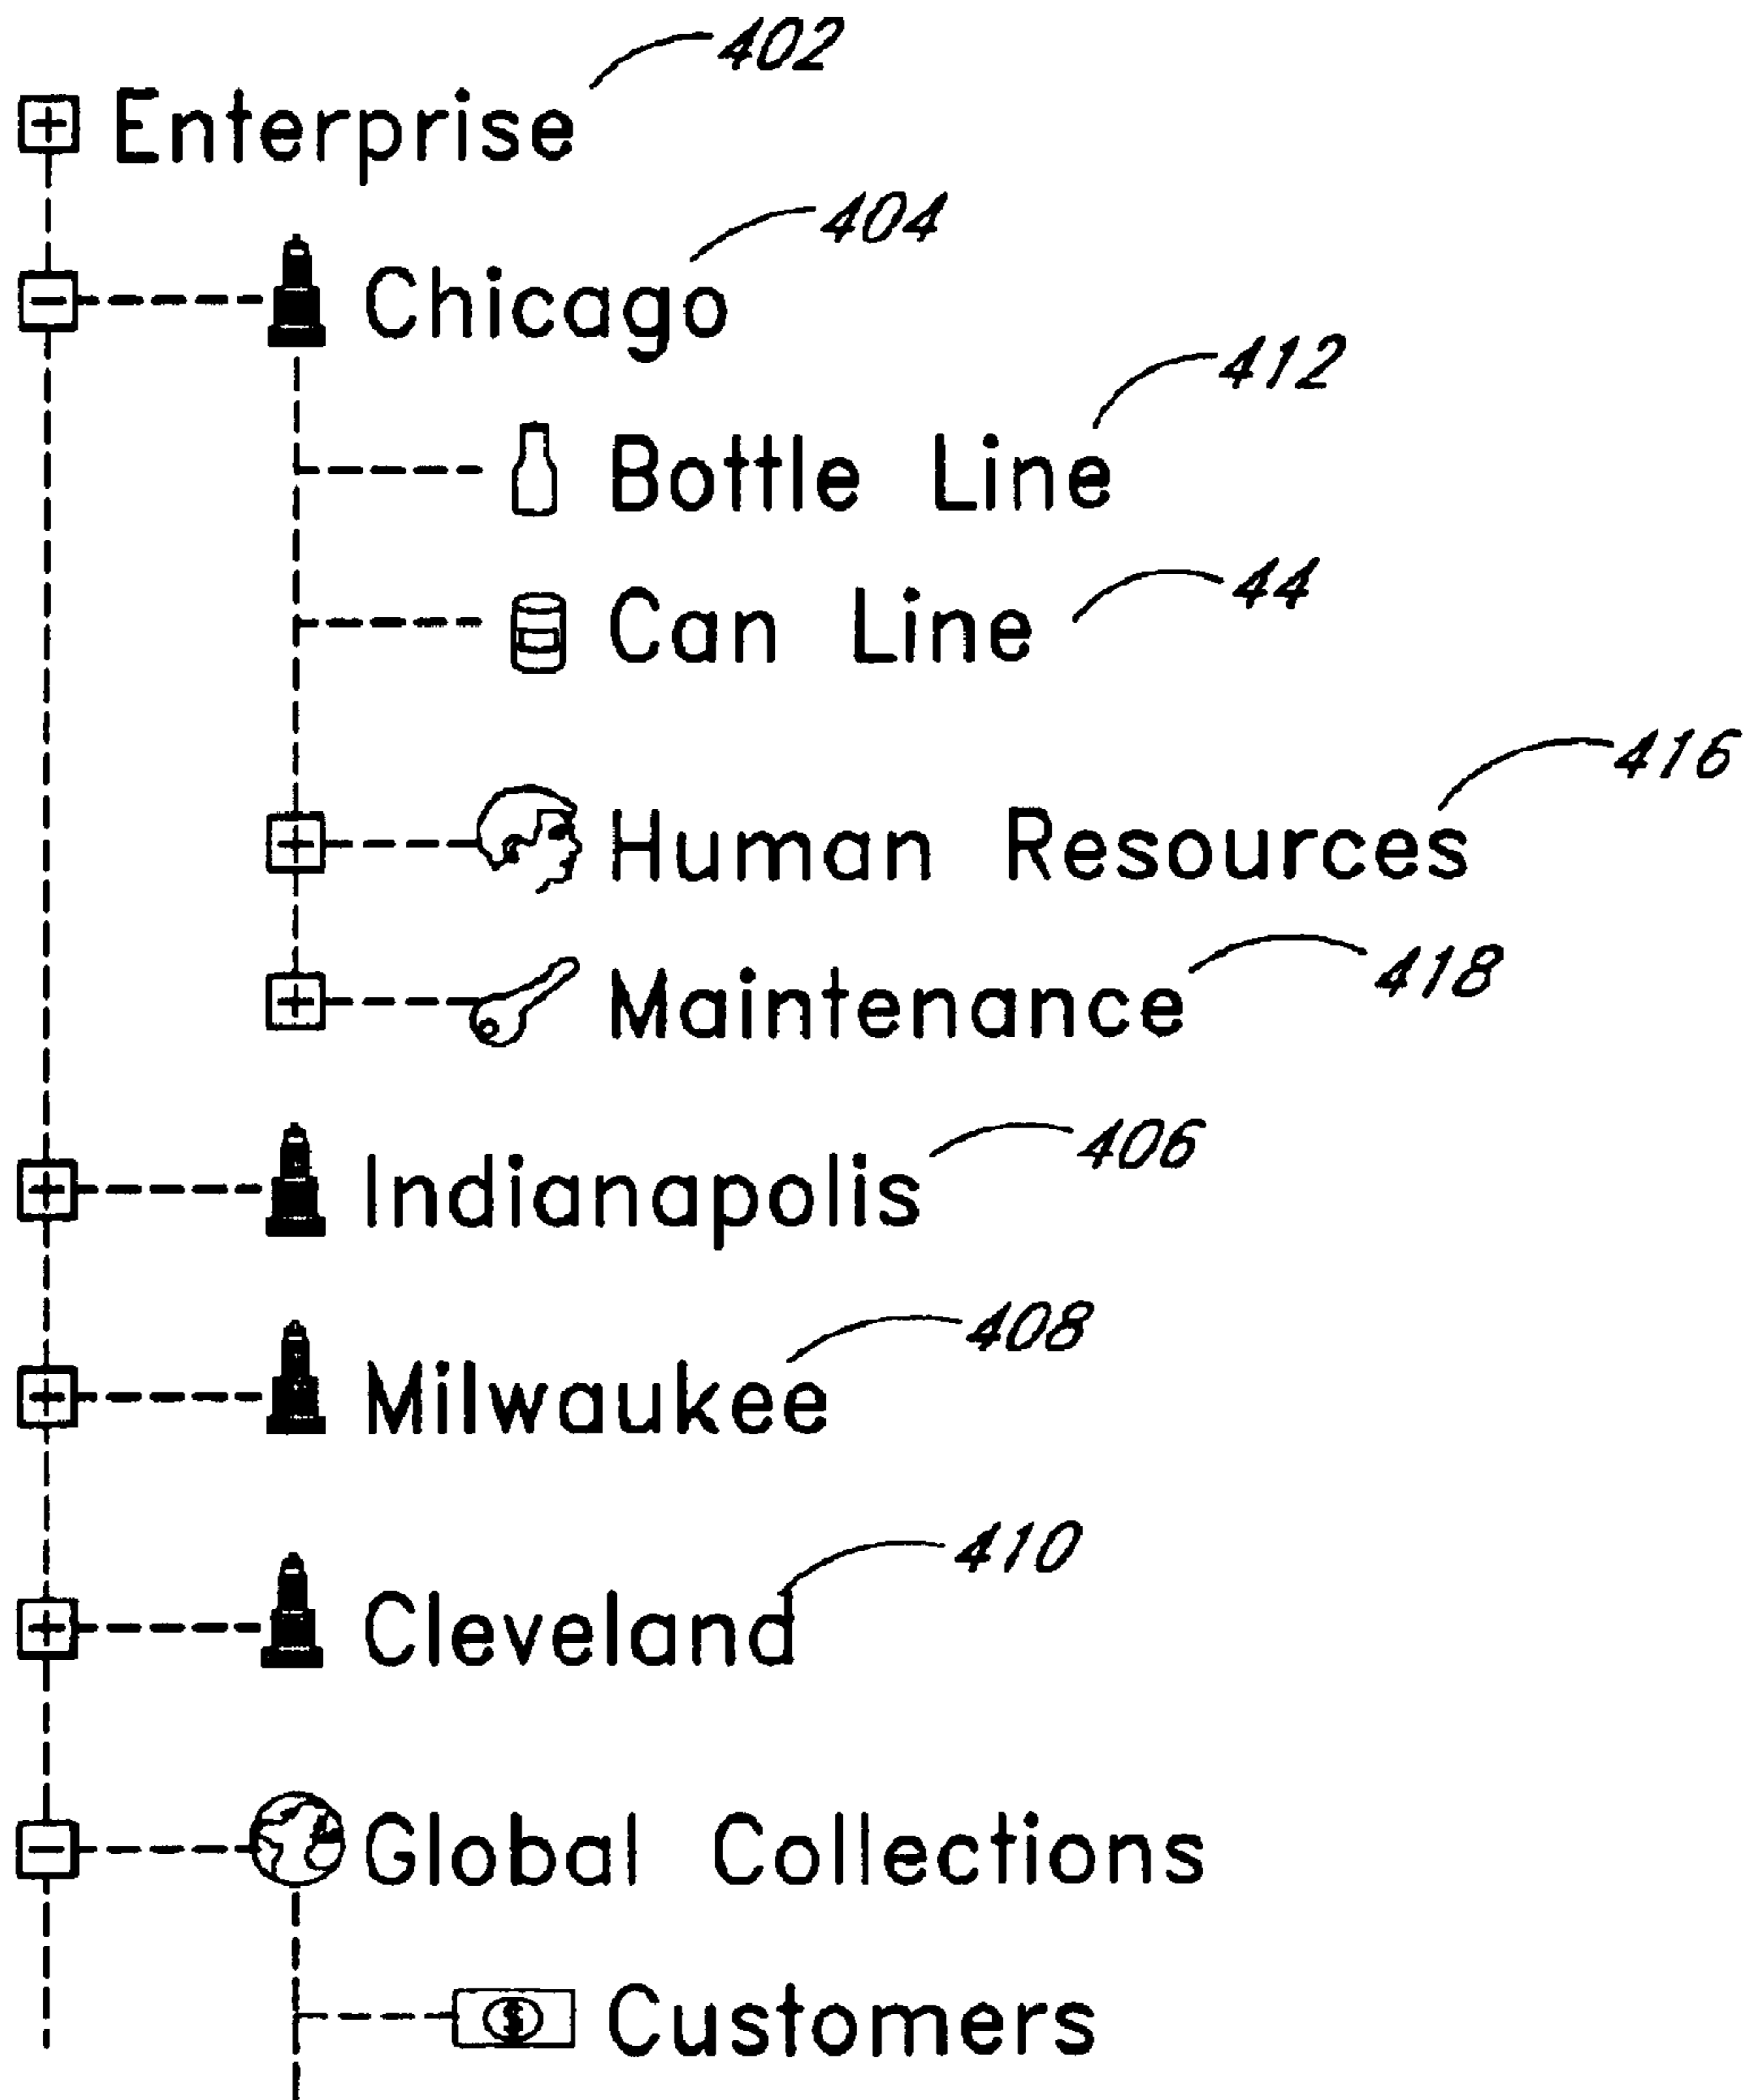 402
Enterprise
404
Chicago
412
Bottle Line
44
Can Line
416
Human Resources
Maintenance
418
406
Indianapolis
408
Milwaukee
410
Cleveland
Global Collections
Customers